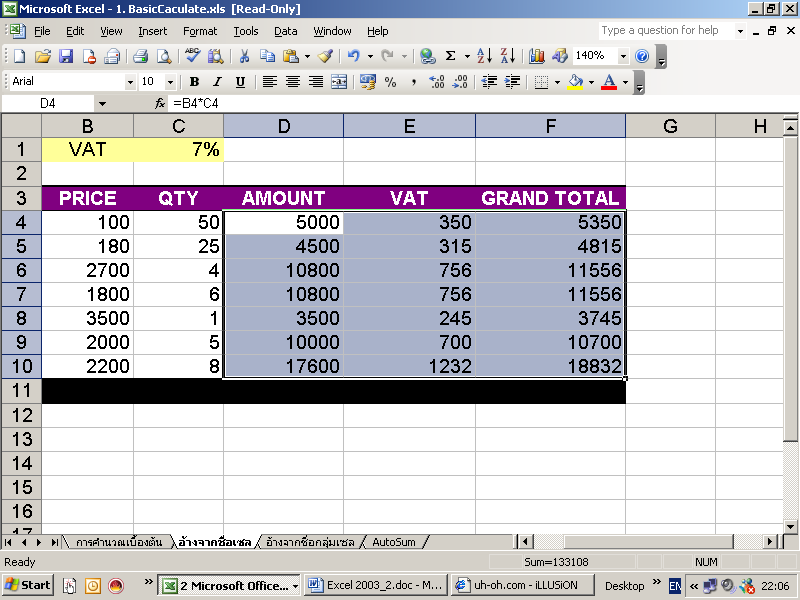 Microsoft Excel - 1. BasicCaculate.xls [Read-Only]
File Edit View Insert Format Tools Data Window Help Type a question for help
Σ 140%
Arial 10 B I U % ,
D4 fx =B4*C4
B C D E F G H
1 VAT 7%
2
3 PRICE QTY AMOUNT VAT GRAND TOTAL
4 100 50 5000 350 5350
5 180 25 4500 315 4815
6 2700 4 10800 756 11556
7 1800 6 10800 756 11556
8 3500 1 3500 245 3745
9 2000 5 10000 700 10700
10 2200 8 17600 1232 18832
11
12
13
14
15
16
17
การคำนวณเบื้องต้น อ้างจากชื่อเซล อ้างจากชื่อกลุ่มเซล AutoSum
Ready Sum=133108 NUM
Start » 2 Microsoft Office... Excel 2003_2.doc - M... uh-oh.com - iLLUSiON Desktop » EN « 22:06